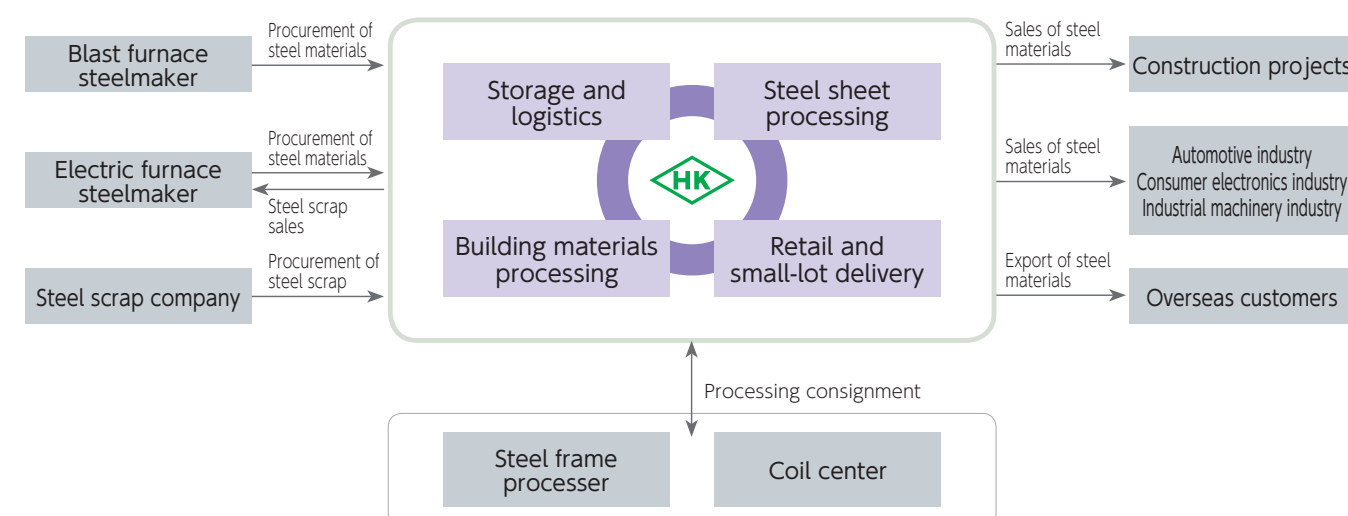 Blast furnace
steelmaker
Procurement of
steel materials
Electric furnace
steelmaker
Procurement of
steel materials
Steel scrap
sales
Steel scrap company
Procurement of
steel scrap
Storage and
logistics
Steel sheet
processing
HK
Building materials
processing
Retail and
small-lot delivery
Sales of steel
materials
Construction projects
Sales of steel
materials
Automotive industry
Consumer electronics industry
Industrial machinery industry
Export of steel
materials
Overseas customers
Processing consignment
Steel frame
processer
Coil center